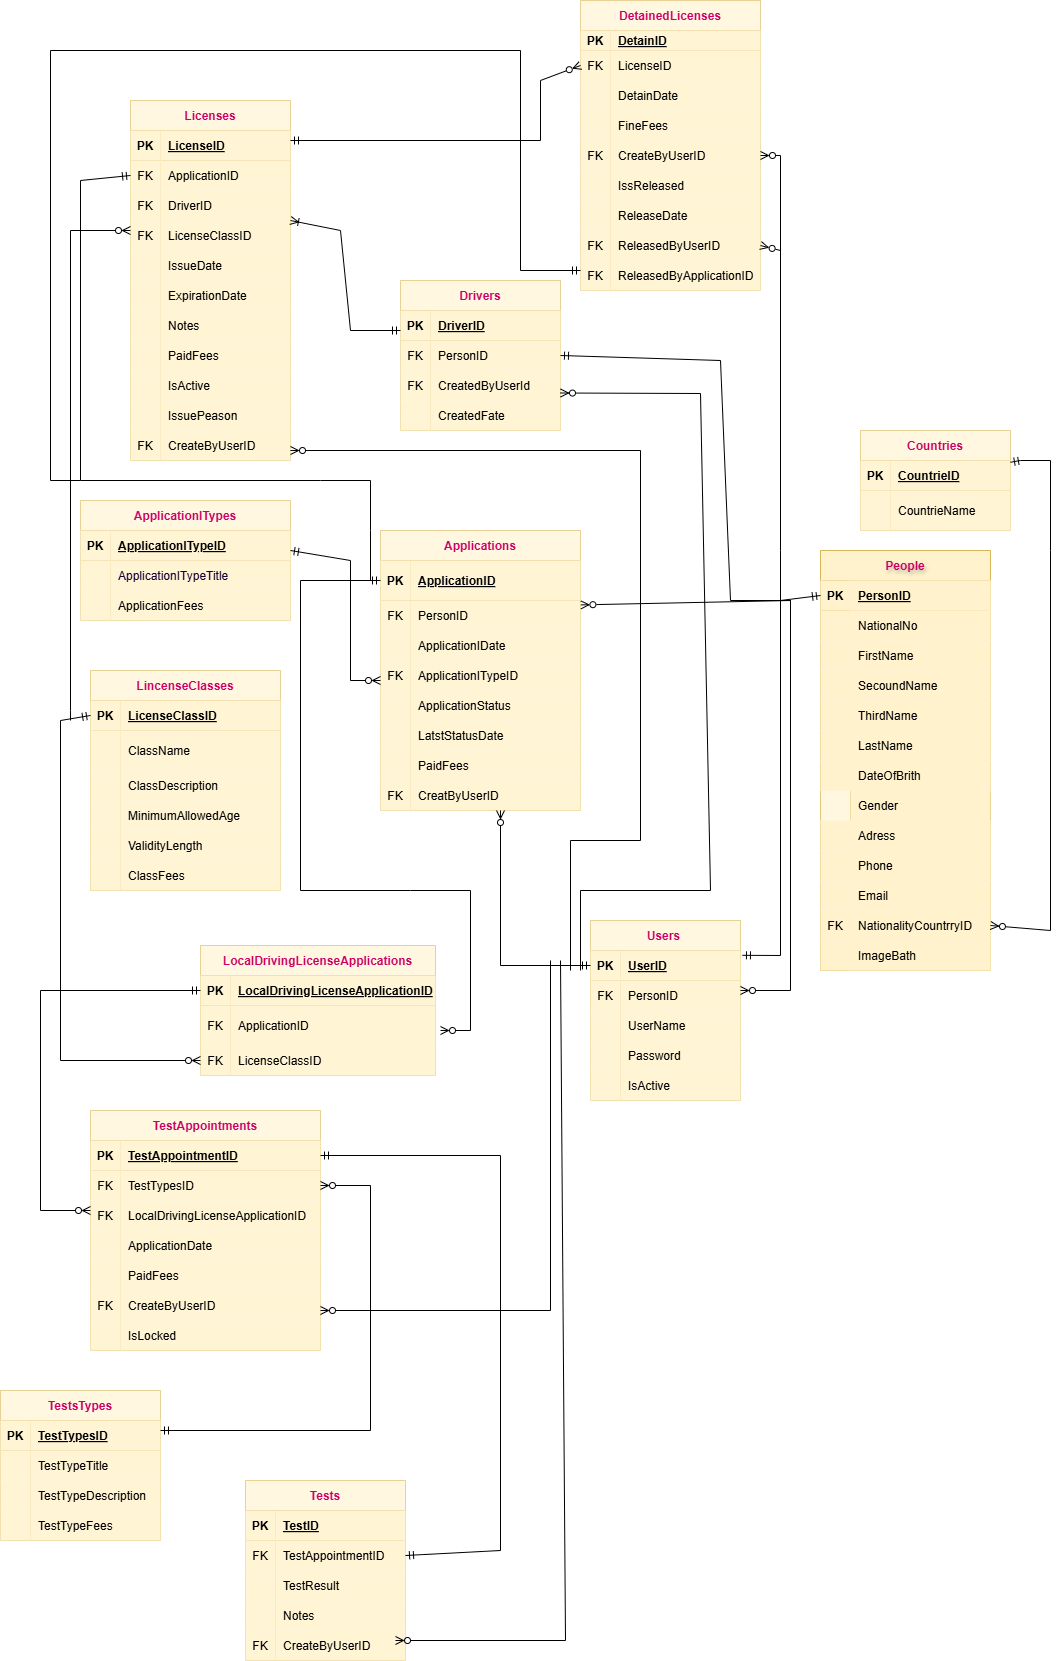 DetainedLicenses
PK DetainID
FK LicenseID
DetainDate
FineFees
FK CreateByUserID
IssReleased
ReleaseDate
FK ReleasedByUserID
FK ReleasedByApplicationID
Licenses
PK LicenseID
FK ApplicationID
FK DriverID
FK LicenseClassID
IssueDate
ExpirationDate
Notes
PaidFees
IsActive
IssuePeason
FK CreateByUserID
Drivers
PK DriverID
FK PersonID
FK CreatedByUserId
CreatedFate
Countries
PK CountrieID
CountrieName
ApplicationlTypes
PK ApplicationlTypeID
ApplicationlTypeTitle
ApplicationFees
Applications
PK ApplicationID
FK PersonID
ApplicationlDate
FK ApplicationlTypeID
ApplicationStatus
LatstStatusDate
PaidFees
FK CreatByUserID
People
PK PersonID
NationalNo
FirstName
SecoundName
ThirdName
LastName
DateOfBrith
Gender
Adress
Phone
Email
FK NationalityCountrryID
ImageBath
LincenseClasses
PK LicenseClassID
ClassName
ClassDescription
MinimumAllowedAge
ValidityLength
ClassFees
Users
PK UserID
FK PersonID
UserName
Password
IsActive
LocalDrivingLicenseApplications
PK LocalDrivingLicenseApplicationID
FK ApplicationID
FK LicenseClassID
TestAppointments
PK TestAppointmentID
FK TestTypesID
FK LocalDrivingLicenseApplicationID
ApplicationDate
PaidFees
FK CreateByUserID
IsLocked
TestsTypes
PK TestTypesID
TestTypeTitle
TestTypeDescription
TestTypeFees
Tests
PK TestID
FK TestAppointmentID
TestResult
Notes
FK CreateByUserID